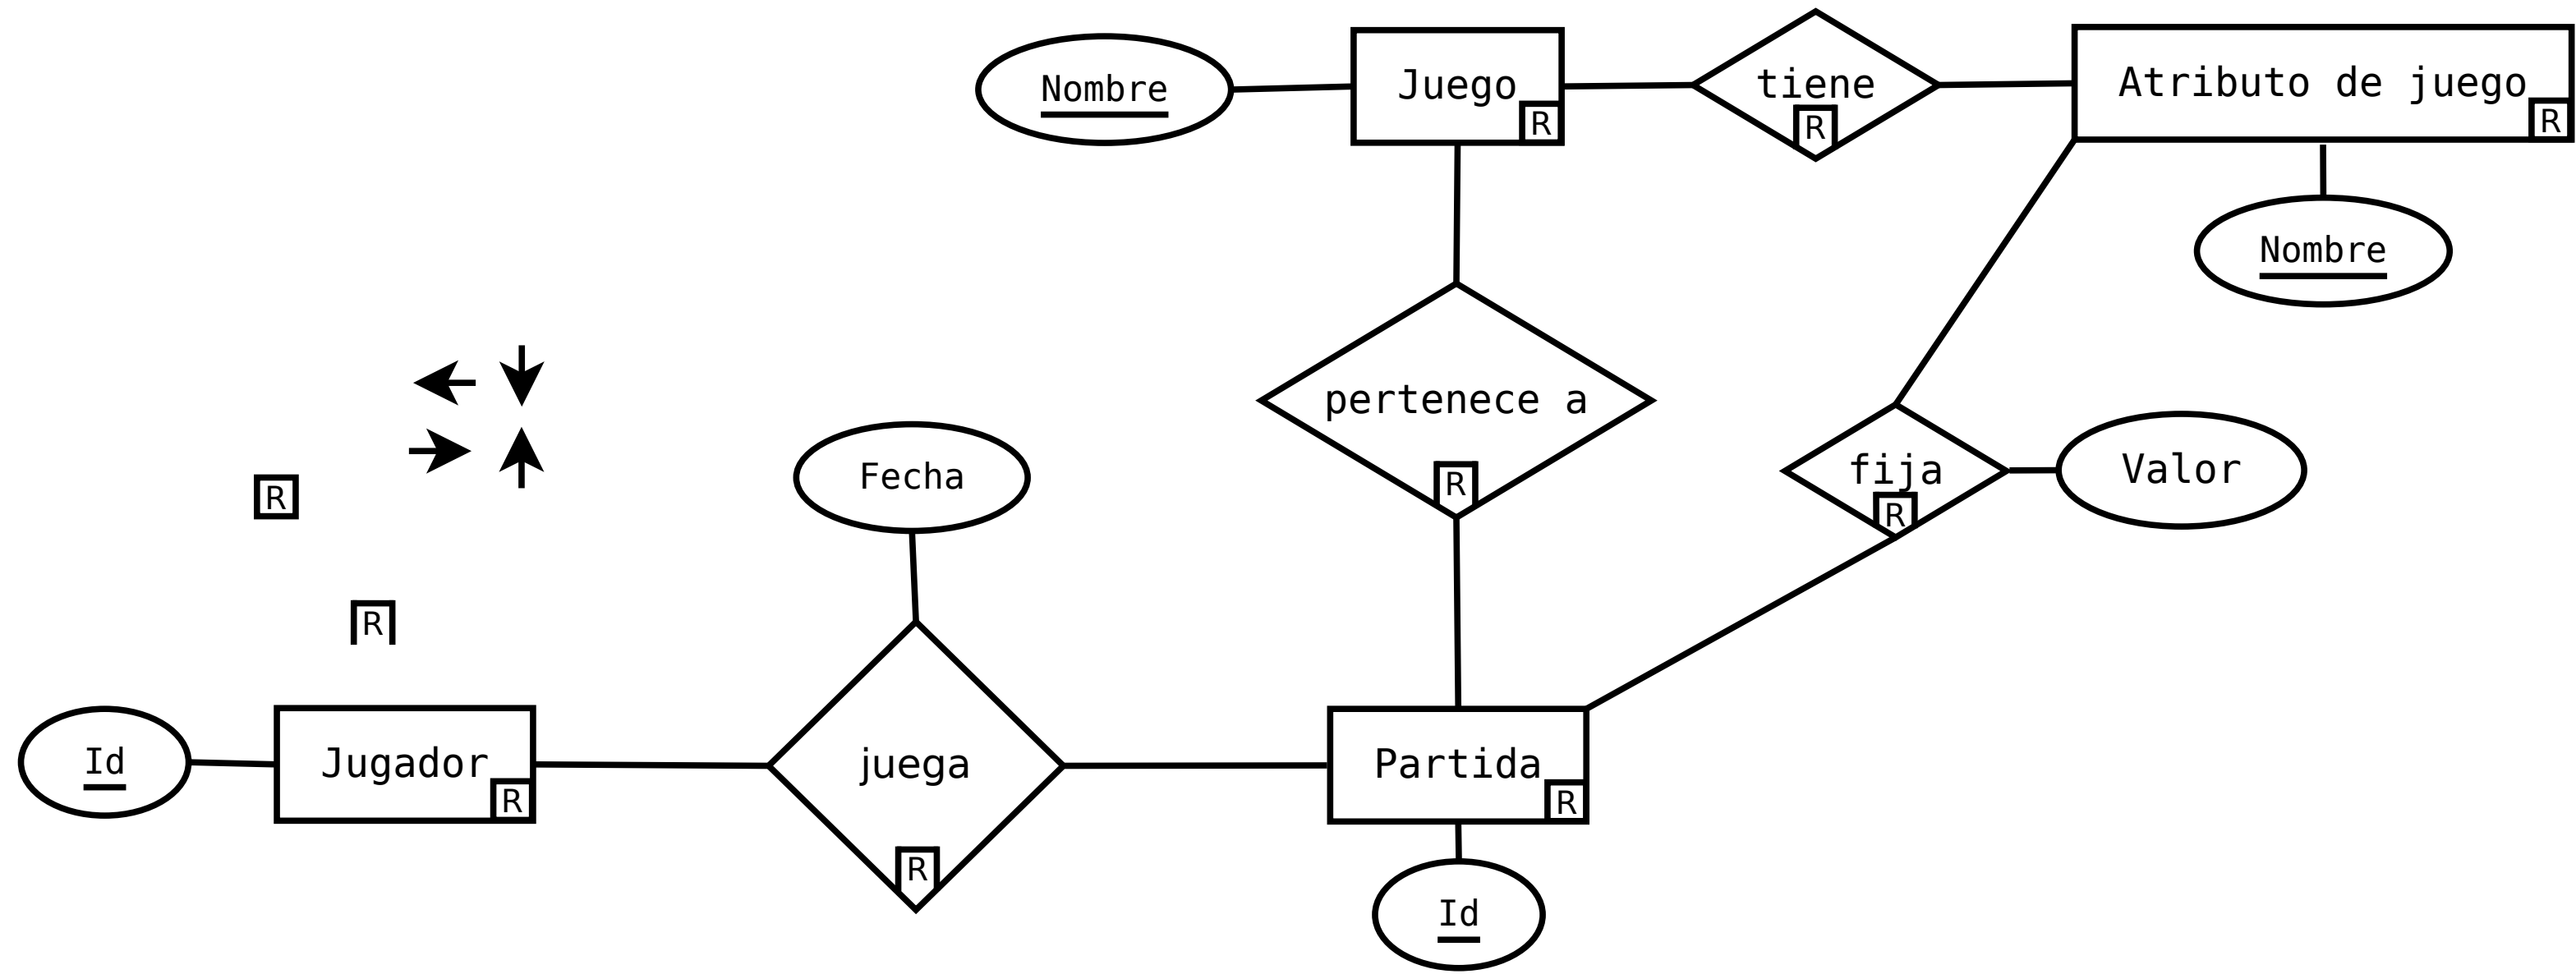 Nombre
Juego
R
tiene
R
Atributo de juego
R
Nombre
pertenece a
R
fija
R
Valor
Fecha
R
R
Id
Jugador
R
juega
R
Partida
R
Id